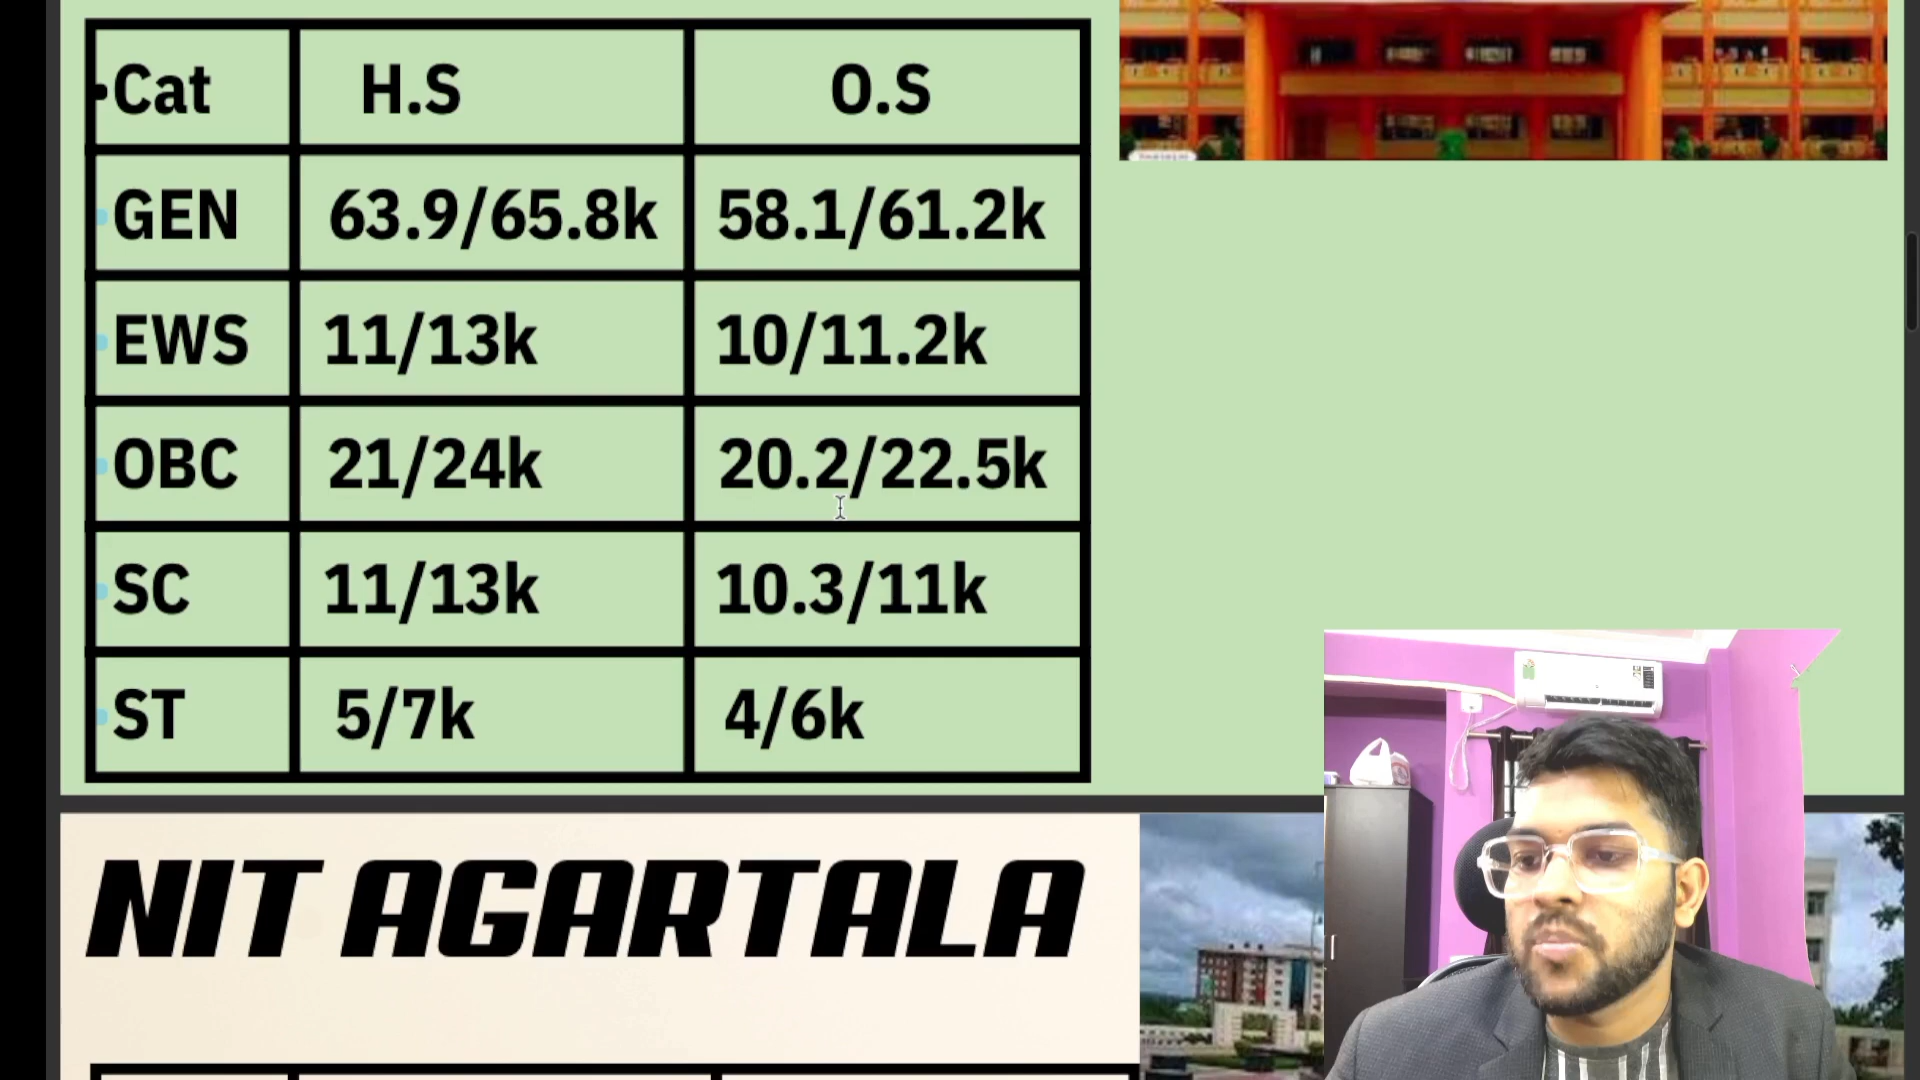 Cat H.S O.S
GEN 63.9/65.8k 58.1/61.2k
EWS 11/13k 10/11.2k
OBC 21/24k 20.2/22.5k
SC 11/13k 10.3/11k
ST 5/7k 4/6k
NIT AGARTALA